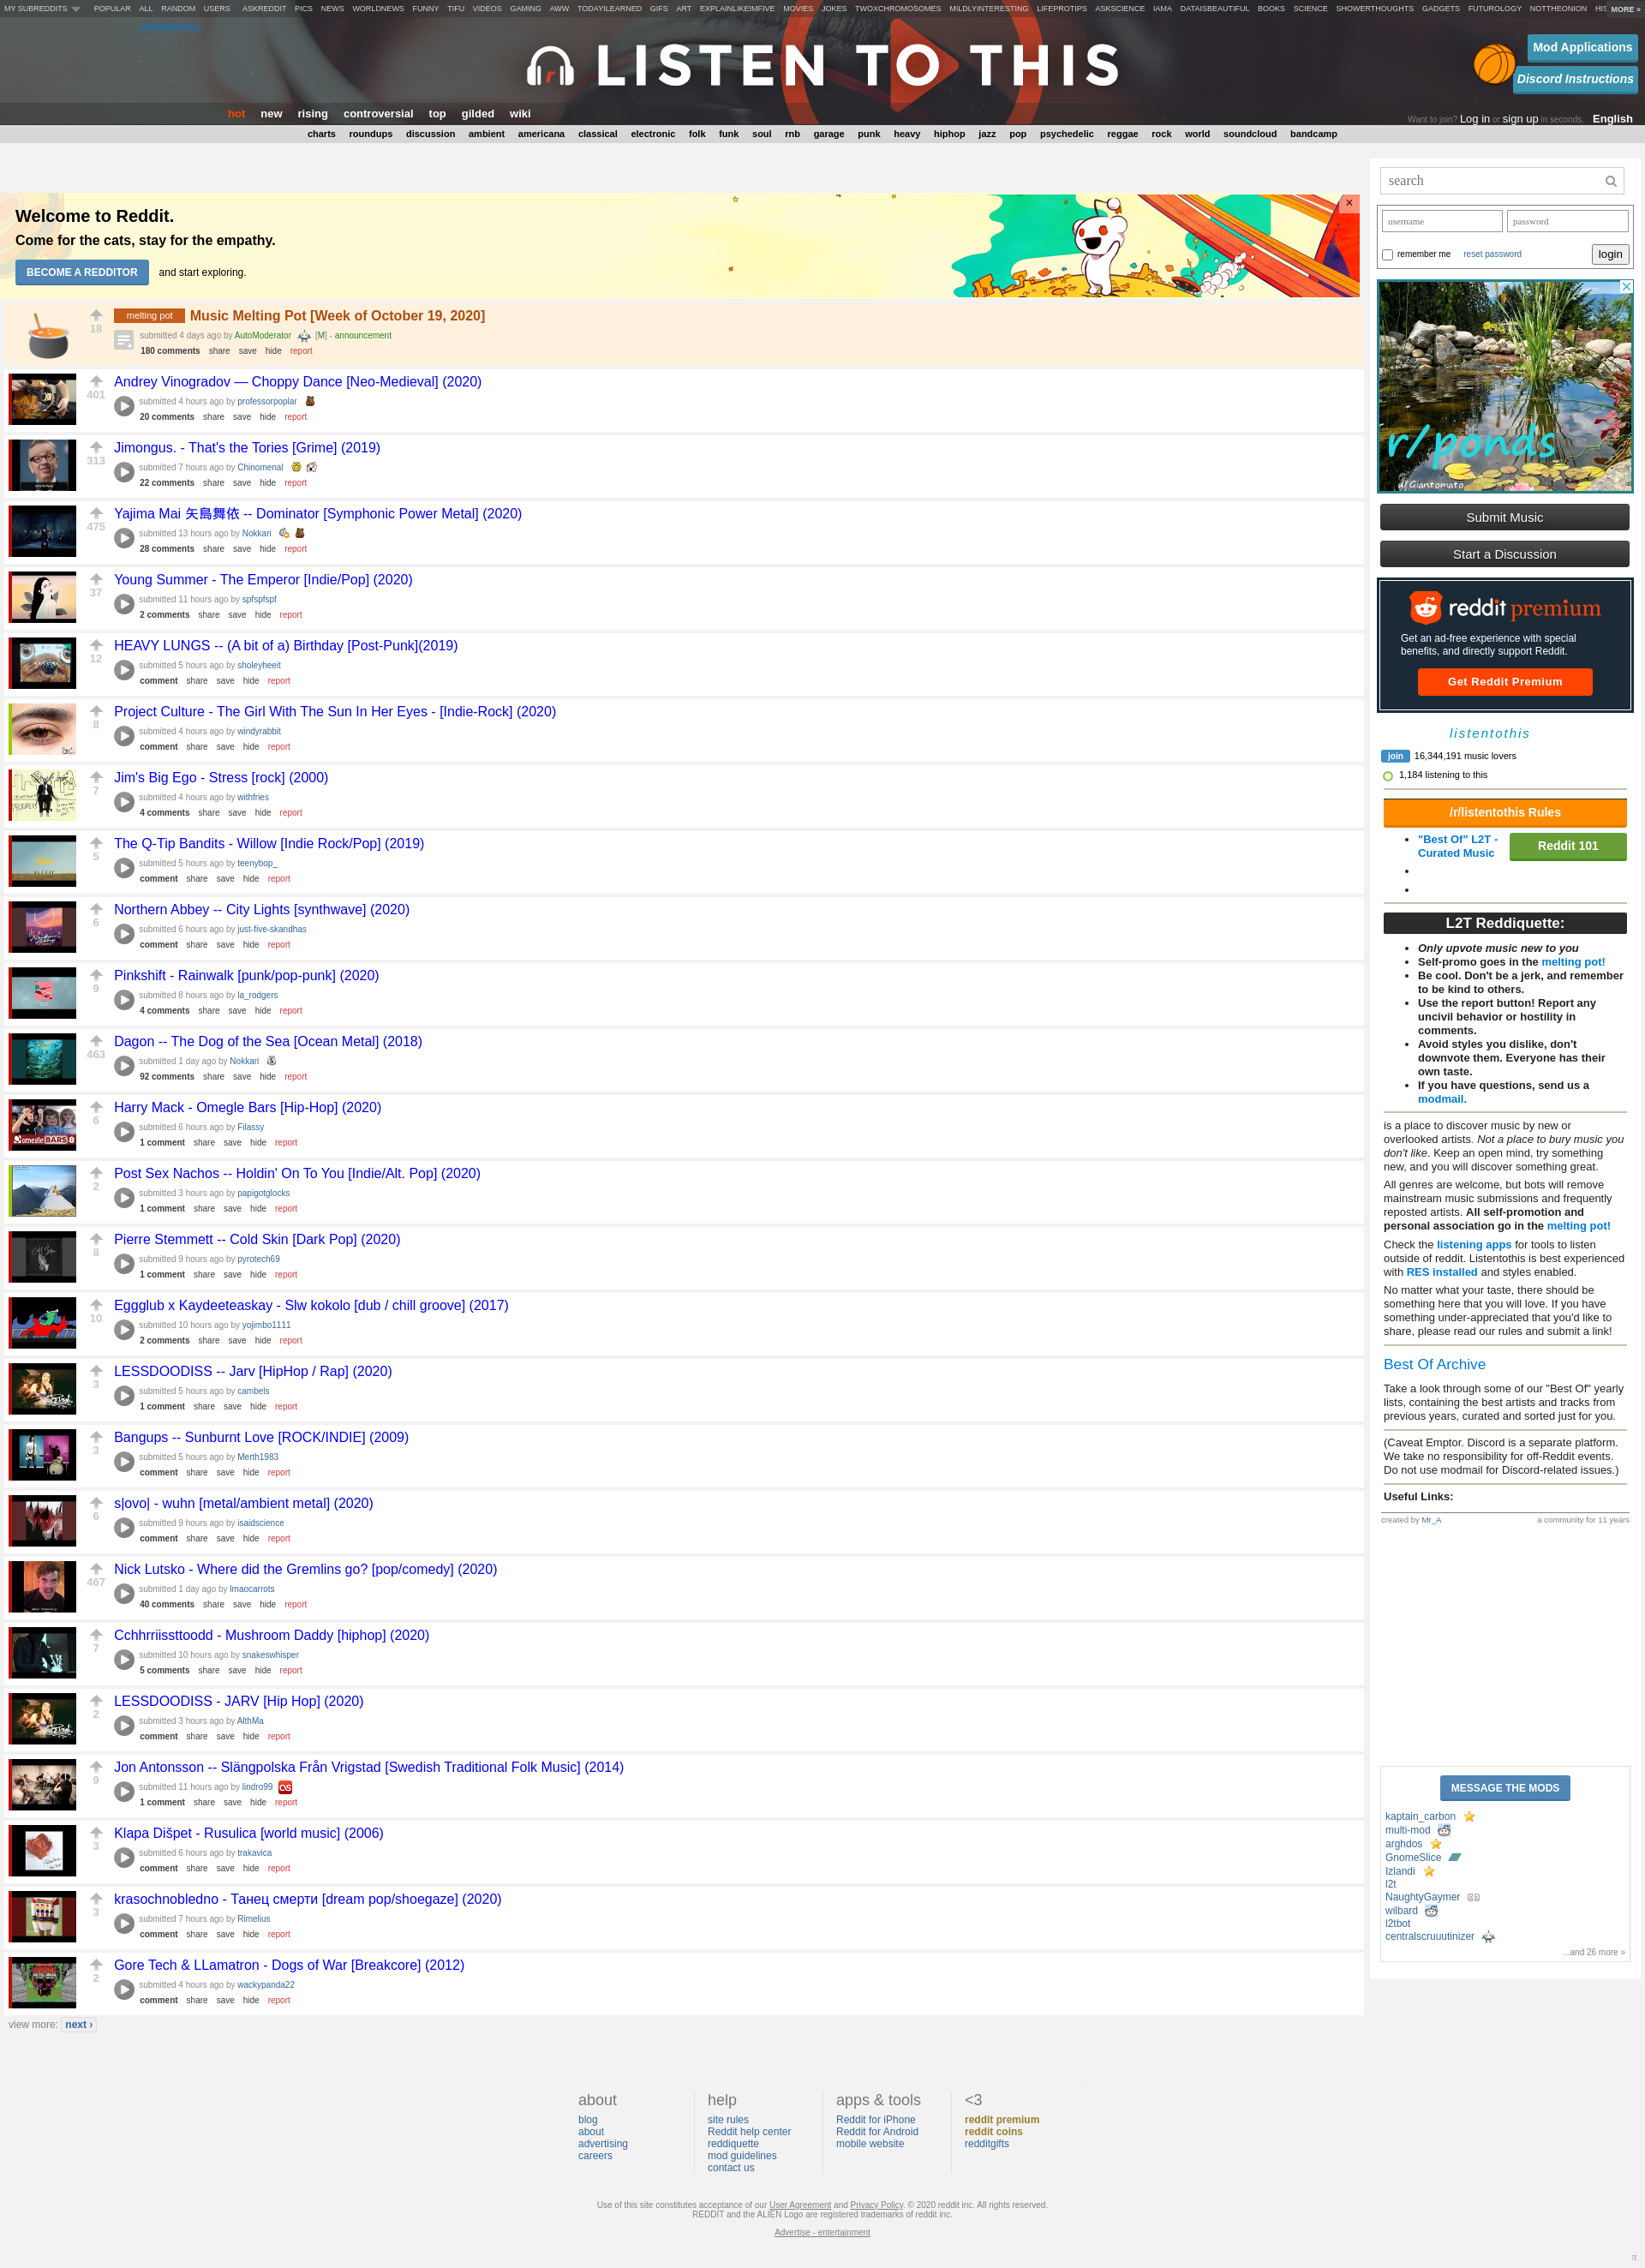 MY SUBREDDITS POPULAR ALL RANDOM USERS ASKREDDIT PICS NEWS WORLDNEWS FUNNY TIFU VIDEOS GAMING AWW TODAYILEARNED GIFS ART EXPLAINLIKEIMFIVE MOVIES JOKES TWOXCHROMOSOMES MILDLYINTERESTING LIFEPROTIPS ASKSCIENCE IAMA DATAISBEAUTIFUL BOOKS SCIENCE SHOWERTHOUGHTS GADGETS FUTUROLOGY NOTTHEONION HIS MORE »
LISTEN TO THIS
Mod Applications
Discord Instructions
hot new rising controversial top gilded wiki
Want to join? Log in or sign up in seconds. English
charts roundups discussion ambient americana classical electronic folk funk soul rnb garage punk heavy hiphop jazz pop psychedelic reggae rock world soundcloud bandcamp
Welcome to Reddit.
Come for the cats, stay for the empathy.
BECOME A REDDITOR and start exploring.
×
melting pot Music Melting Pot [Week of October 19, 2020]
18
submitted 4 days ago by AutoModerator [M] - announcement
180 comments share save hide report
Andrey Vinogradov — Choppy Dance [Neo-Medieval] (2020)
401
submitted 4 hours ago by professorpoplar
20 comments share save hide report
Jimongus. - That's the Tories [Grime] (2019)
313
submitted 7 hours ago by Chinomenal
22 comments share save hide report
Yajima Mai 矢島舞依 -- Dominator [Symphonic Power Metal] (2020)
475
submitted 13 hours ago by Nokkari
28 comments share save hide report
Young Summer - The Emperor [Indie/Pop] (2020)
37
submitted 11 hours ago by spfspfspf
2 comments share save hide report
HEAVY LUNGS -- (A bit of a) Birthday [Post-Punk](2019)
12
submitted 5 hours ago by sholeyheeit
comment share save hide report
Project Culture - The Girl With The Sun In Her Eyes - [Indie-Rock] (2020)
8
submitted 4 hours ago by windyrabbit
comment share save hide report
Jim's Big Ego - Stress [rock] (2000)
7
submitted 4 hours ago by withfries
4 comments share save hide report
The Q-Tip Bandits - Willow [Indie Rock/Pop] (2019)
5
submitted 5 hours ago by teenybop_
comment share save hide report
Northern Abbey -- City Lights [synthwave] (2020)
6
submitted 6 hours ago by just-five-skandhas
comment share save hide report
Pinkshift - Rainwalk [punk/pop-punk] (2020)
9
submitted 8 hours ago by la_rodgers
4 comments share save hide report
Dagon -- The Dog of the Sea [Ocean Metal] (2018)
463
submitted 1 day ago by Nokkari
92 comments share save hide report
Harry Mack - Omegle Bars [Hip-Hop] (2020)
6
submitted 6 hours ago by Filassy
1 comment share save hide report
omegle BARS 8
Post Sex Nachos -- Holdin' On To You [Indie/Alt. Pop] (2020)
2
submitted 3 hours ago by papigotglocks
1 comment share save hide report
Pierre Stemmett -- Cold Skin [Dark Pop] (2020)
8
submitted 9 hours ago by pyrotech69
1 comment share save hide report
Eggglub x Kaydeeteaskay - Slw kokolo [dub / chill groove] (2017)
10
submitted 10 hours ago by yojimbo1111
2 comments share save hide report
LESSDOODISS -- Jarv [HipHop / Rap] (2020)
3
submitted 5 hours ago by cambels
1 comment share save hide report
Bangups -- Sunburnt Love [ROCK/INDIE] (2009)
3
submitted 5 hours ago by Merth1983
comment share save hide report
s|ovo| - wuhn [metal/ambient metal] (2020)
6
submitted 9 hours ago by isaidscience
comment share save hide report
Nick Lutsko - Where did the Gremlins go? [pop/comedy] (2020)
467
submitted 1 day ago by lmaocarrots
40 comments share save hide report
Cchhrriissttoodd - Mushroom Daddy [hiphop] (2020)
7
submitted 10 hours ago by snakeswhisper
5 comments share save hide report
LESSDOODISS - JARV [Hip Hop] (2020)
2
submitted 3 hours ago by AlthMa
comment share save hide report
Jon Antonsson -- Slängpolska Från Vrigstad [Swedish Traditional Folk Music] (2014)
9
submitted 11 hours ago by lindro99
1 comment share save hide report
Klapa Dišpet - Rusulica [world music] (2006)
3
submitted 6 hours ago by trakavica
comment share save hide report
krasochnobledno - Танец смерти [dream pop/shoegaze] (2020)
3
submitted 7 hours ago by Rimelius
comment share save hide report
Gore Tech & LLamatron - Dogs of War [Breakcore] (2012)
2
submitted 4 hours ago by wackypanda22
comment share save hide report
view more: next ›
search
username password
remember me reset password login
r/ponds
u/Giantomato
Submit Music
Start a Discussion
reddit premium
Get an ad-free experience with special
benefits, and directly support Reddit.
Get Reddit Premium
listentothis
join 16,344,191 music lovers
1,184 listening to this
/r/listentothis Rules
"Best Of" L2T -
Curated Music
Reddit 101
L2T Reddiquette:
Only upvote music new to you
Self-promo goes in the melting pot!
Be cool. Don't be a jerk, and remember
to be kind to others.
Use the report button! Report any
uncivil behavior or hostility in
comments.
Avoid styles you dislike, don't
downvote them. Everyone has their
own taste.
If you have questions, send us a
modmail.
is a place to discover music by new or
overlooked artists. Not a place to bury music you
don't like. Keep an open mind, try something
new, and you will discover something great.
All genres are welcome, but bots will remove
mainstream music submissions and frequently
reposted artists. All self-promotion and
personal association go in the melting pot!
Check the listening apps for tools to listen
outside of reddit. Listentothis is best experienced
with RES installed and styles enabled.
No matter what your taste, there should be
something here that you will love. If you have
something under-appreciated that you'd like to
share, please read our rules and submit a link!
Best Of Archive
Take a look through some of our "Best Of" yearly
lists, containing the best artists and tracks from
previous years, curated and sorted just for you.
(Caveat Emptor. Discord is a separate platform.
We take no responsibility for off-Reddit events.
Do not use modmail for Discord-related issues.)
Useful Links:
created by Mr_A a community for 11 years
MESSAGE THE MODS
kaptain_carbon
multi-mod
arghdos
GnomeSlice
Izlandi
l2t
NaughtyGaymer
wilbard
l2tbot
centralscruuutinizer
...and 26 more »
about
blog
about
advertising
careers
help
site rules
Reddit help center
reddiquette
mod guidelines
contact us
apps & tools
Reddit for iPhone
Reddit for Android
mobile website
<3
reddit premium
reddit coins
redditgifts
Use of this site constitutes acceptance of our User Agreement and Privacy Policy. © 2020 reddit inc. All rights reserved.
REDDIT and the ALIEN Logo are registered trademarks of reddit inc.
Advertise - entertainment
π